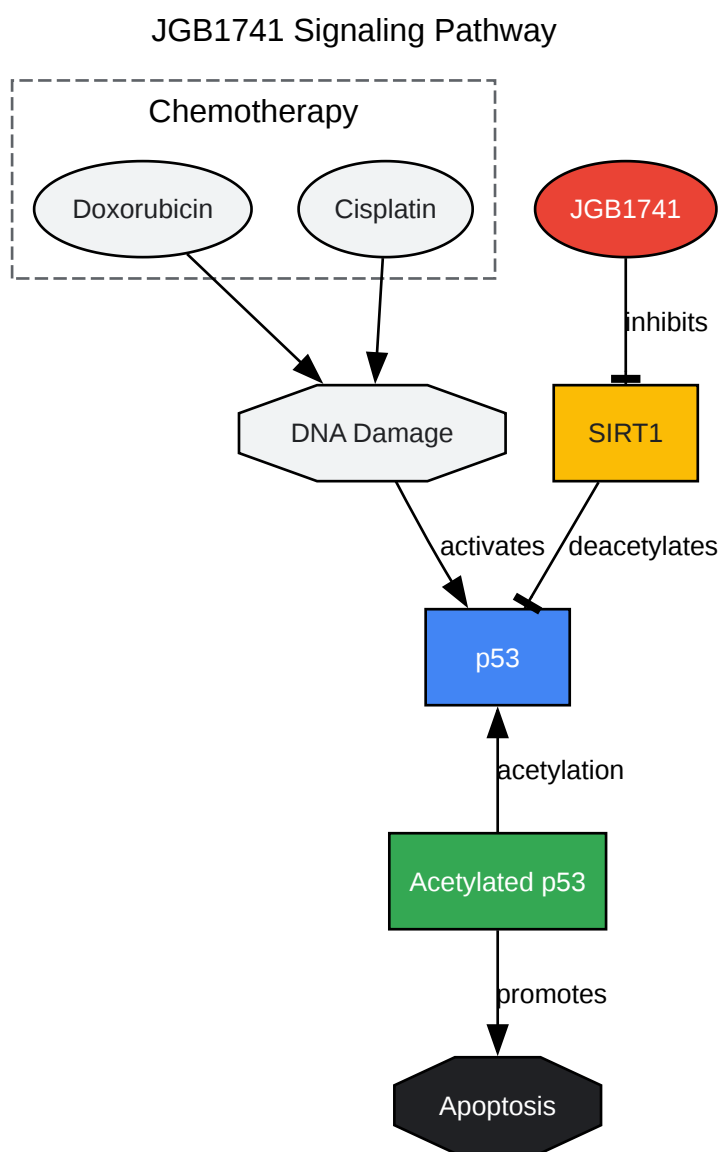 JGB1741 Signaling Pathway
Chemotherapy
Doxorubicin
Cisplatin
JGB1741
inhibits
DNA Damage
SIRT1
activates
deacetylates
p53
acetylation
Acetylated p53
promotes
Apoptosis